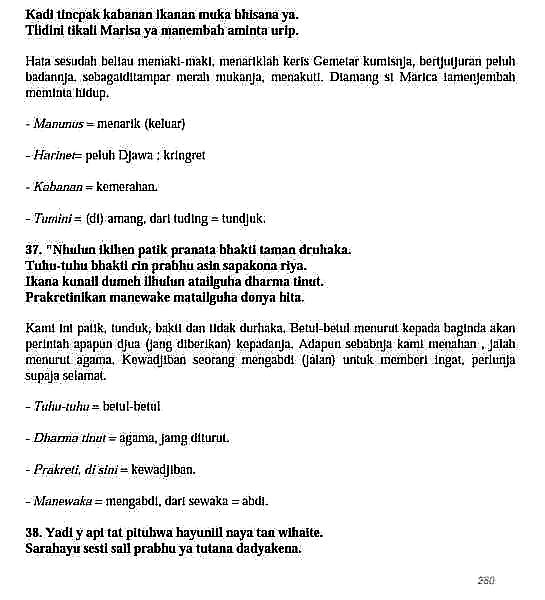 Kadi tincpak kabanan ikanan muka bhisana ya.
Tiidini tikali Marisa ya manembah aminta urip.
Hata sesudah beliau memaki-maki, menariklah keris Gemetar kumisnja, bertjutjuran peluh
badannja, sebagaiditampar merah mukanja, menakuti. Diamang si Marica iamenjembah
meminta hidup.
- Manunus = menarik (keluar)
- Harinet= peluh Djawa ; kringret
- Kabanan = kemerahan.
- Tumini = (di) amang, dari tuding = tundjuk.
37. "Nhulun ikihen patik pranata bhakti taman druhaka.
Tuhu-tuhu bhakti rin prabhu asin sapakona riya.
Ikana kunail dumeh ilhulun atailguha dharma tinut.
Prakretinikan manewake matailguha donya hita.
Kami ini patik, tunduk, bakti dan tidak durhaka. Betul-betul menurut kepada baginda akan
perintah apapun djua (jang diberikan) kepadanja. Adapun sebabnja kami menahan , jalah
menurut agama. Kewadjiban seorang mengabdi (jalan) untuk memberi ingat, perlunja
supaja selamat.
- Tuhu-tuhu = betul-betul
- Dharma tinut = agama, jamg diturut.
- Prakreti, di sini = kewadjiban.
- Manewaka = mengabdi, dari sewaka = abdi.
38. Yadi y api tat pituhwa hayuniil naya tan wihaite.
Sarahayu sesti sail prabhu ya tutana dadyakena.
280